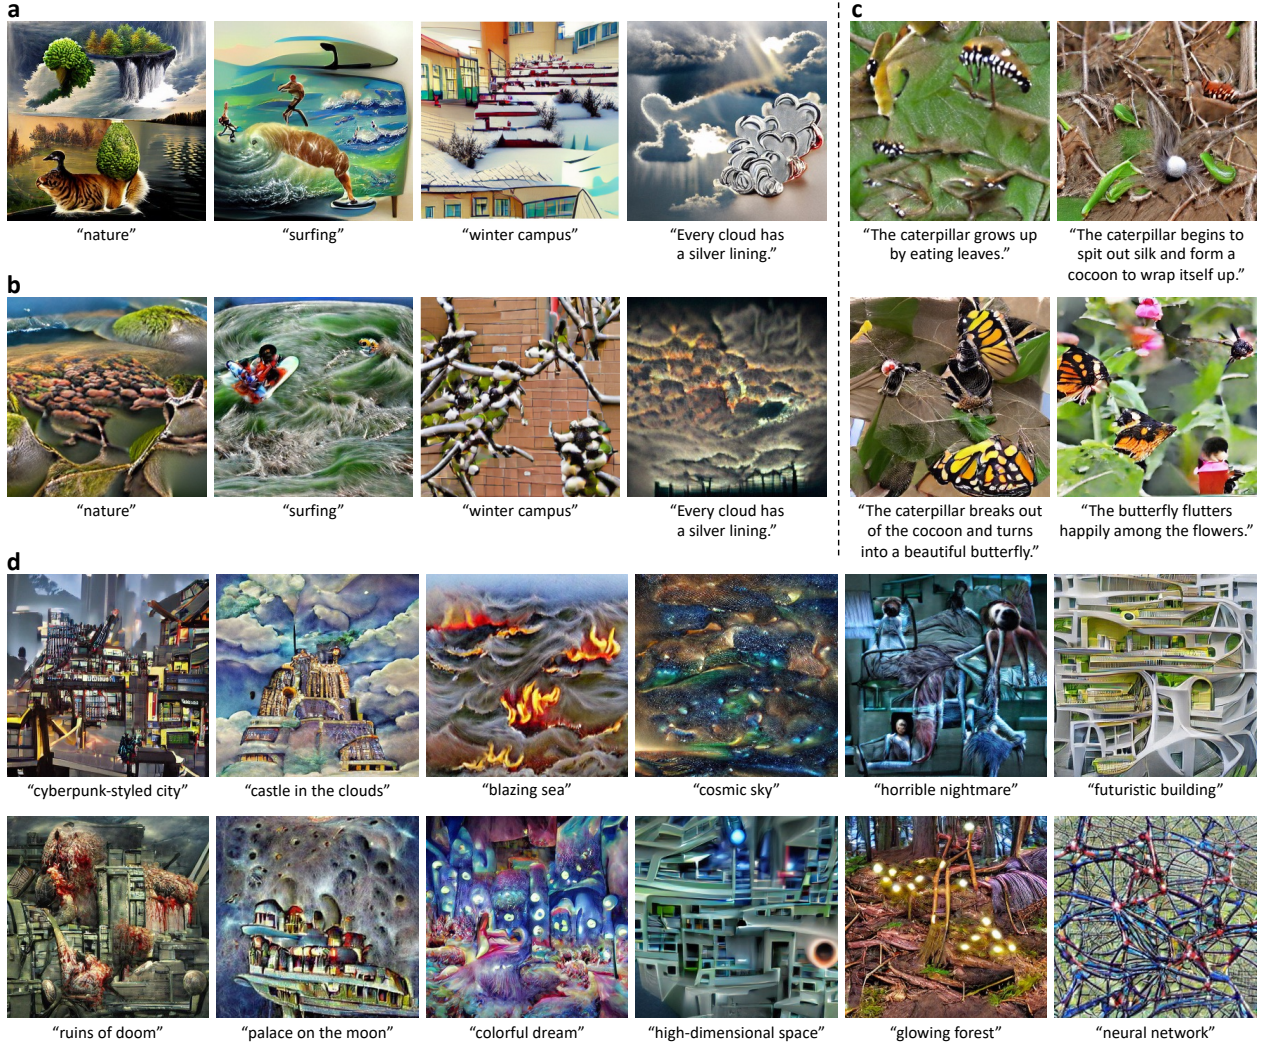 a
“nature”
“surfing”
“winter campus”
“Every cloud has
a silver lining.”
b
“nature”
“surfing”
“winter campus”
“Every cloud has
a silver lining.”
c
“The caterpillar grows up
by eating leaves.”
“The caterpillar begins to
spit out silk and form a
cocoon to wrap itself up.”
“The caterpillar breaks out
of the cocoon and turns
into a beautiful butterfly.”
“The butterfly flutters
happily among the flowers.”
d
“cyberpunk-styled city”
“castle in the clouds”
“blazing sea”
“cosmic sky”
“horrible nightmare”
“futuristic building”
“ruins of doom”
“palace on the moon”
“colorful dream”
“high-dimensional space”
“glowing forest”
“neural network”